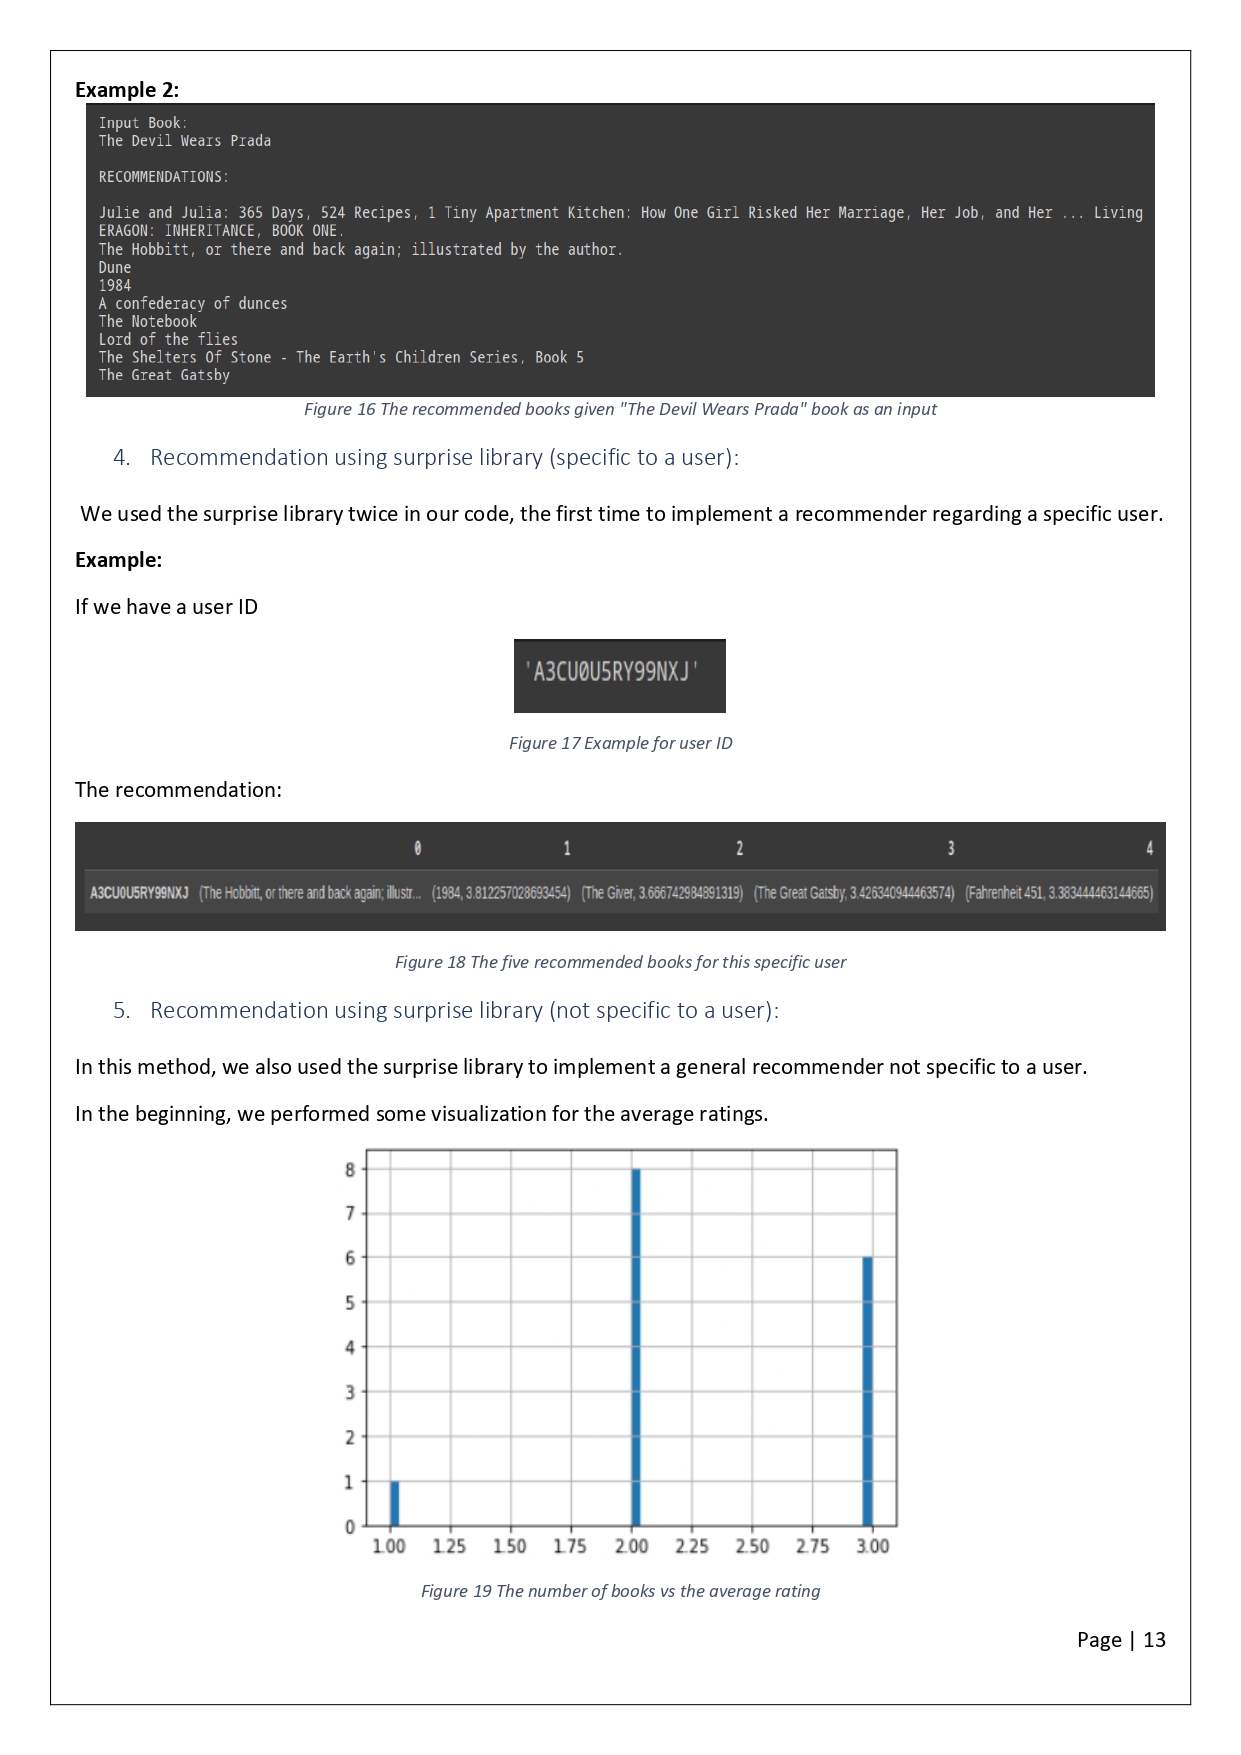 Example 2:
Input Book:
The Devil Wears Prada
RECOMMENDATIONS:
Julie and Julia: 365 Days, 524 Recipes, 1 Tiny Apartment Kitchen: How One Girl Risked Her Marriage, Her Job, and Her ... Living
ERAGON: INHERITANCE, BOOK ONE.
The Hobbitt, or there and back again; illustrated by the author.
Dune
1984
A confederacy of dunces
The Notebook
Lord of the flies
The Shelters Of Stone - The Earth's Children Series, Book 5
The Great Gatsby
Figure 16 The recommended books given "The Devil Wears Prada" book as an input
4. Recommendation using surprise library (specific to a user):
We used the surprise library twice in our code, the first time to implement a recommender regarding a specific user.
Example:
If we have a user ID
'A3CU0U5RY99NXJ'
Figure 17 Example for user ID
The recommendation:
0 1 2 3 4
A3CU0U5RY99NXJ (The Hobbitt, or there and back again; illustr... (1984, 3.812257028693454) (The Giver, 3.666742984891319) (The Great Gatsby, 3.426340944463574) (Fahrenheit 451, 3.383444463144665)
Figure 18 The five recommended books for this specific user
5. Recommendation using surprise library (not specific to a user):
In this method, we also used the surprise library to implement a general recommender not specific to a user.
In the beginning, we performed some visualization for the average ratings.
8
7
6
5
4
3
2
1
0
1.00 1.25 1.50 1.75 2.00 2.25 2.50 2.75 3.00
Figure 19 The number of books vs the average rating
Page | 13